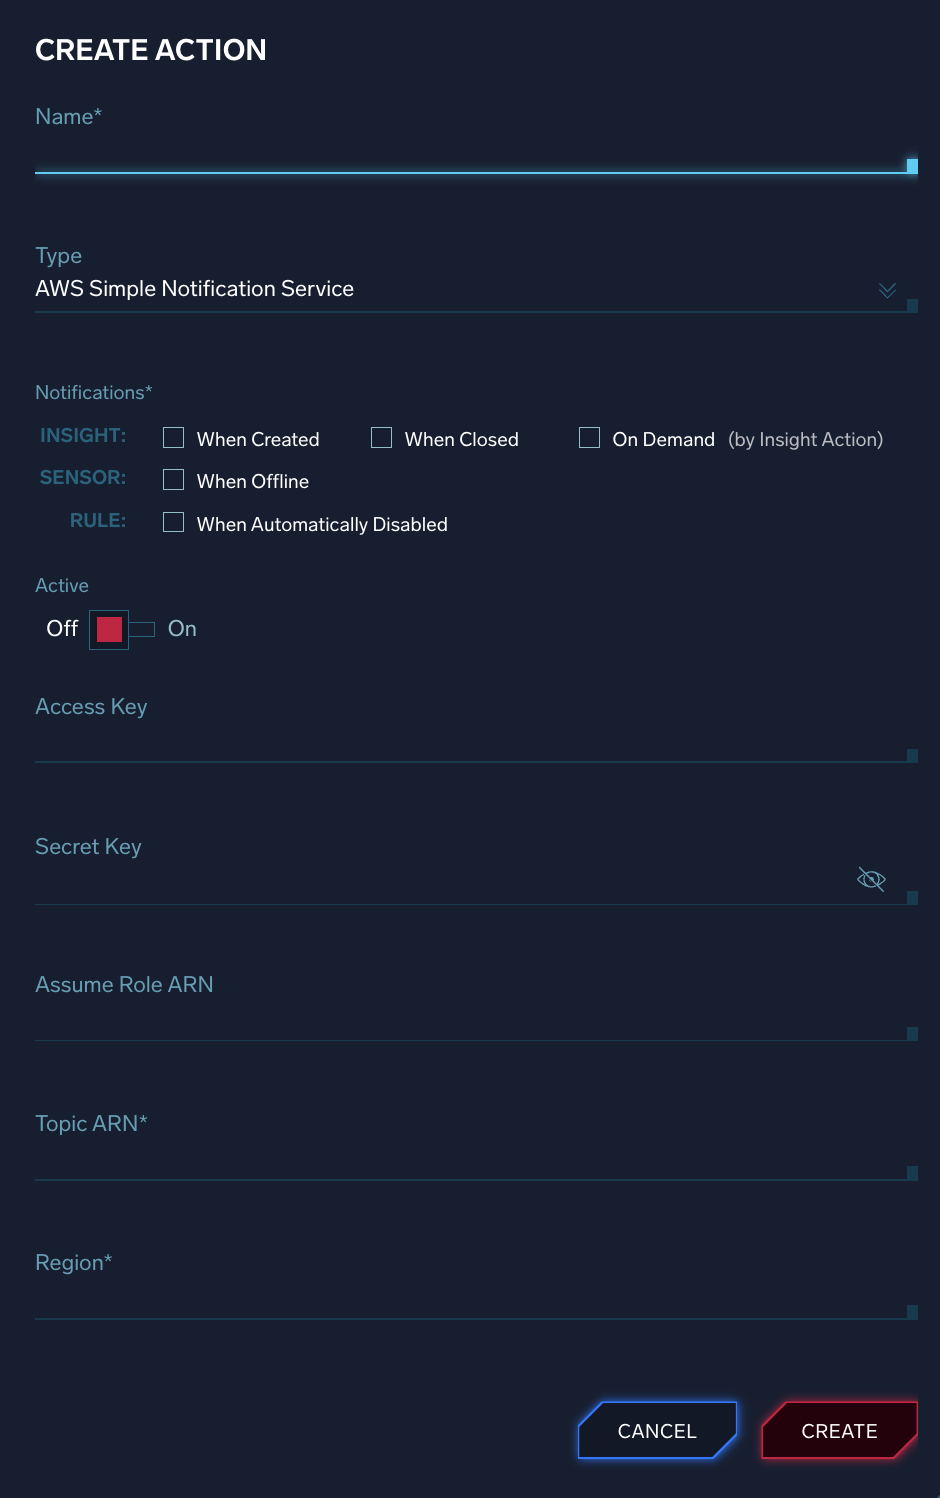 CREATE ACTION
Name*
Type
AWS Simple Notification Service
Notifications*
INSIGHT: When Created When Closed On Demand (by Insight Action)
SENSOR: When Offline
RULE: When Automatically Disabled
Active
Off On
Access Key
Secret Key
Assume Role ARN
Topic ARN*
Region*
CANCEL CREATE